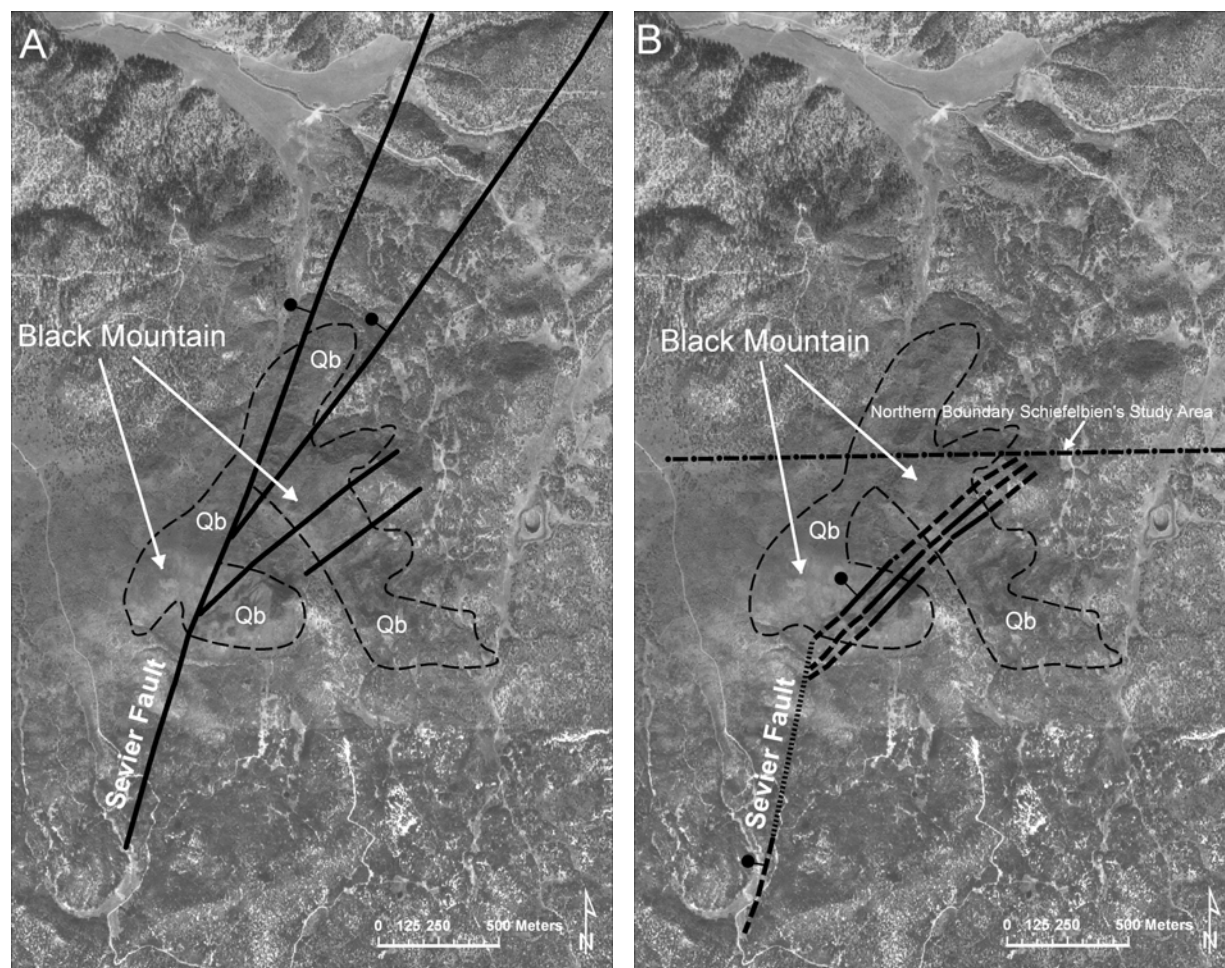 A
Black Mountain
Qb
Qb
Qb
Qb
Sevier Fault
0 125 250 500 Meters
N
B
Black Mountain
Northern Boundary Schiefelbien's Study Area
Qb
Qb
Sevier Fault
0 125 250 500 Meters
N